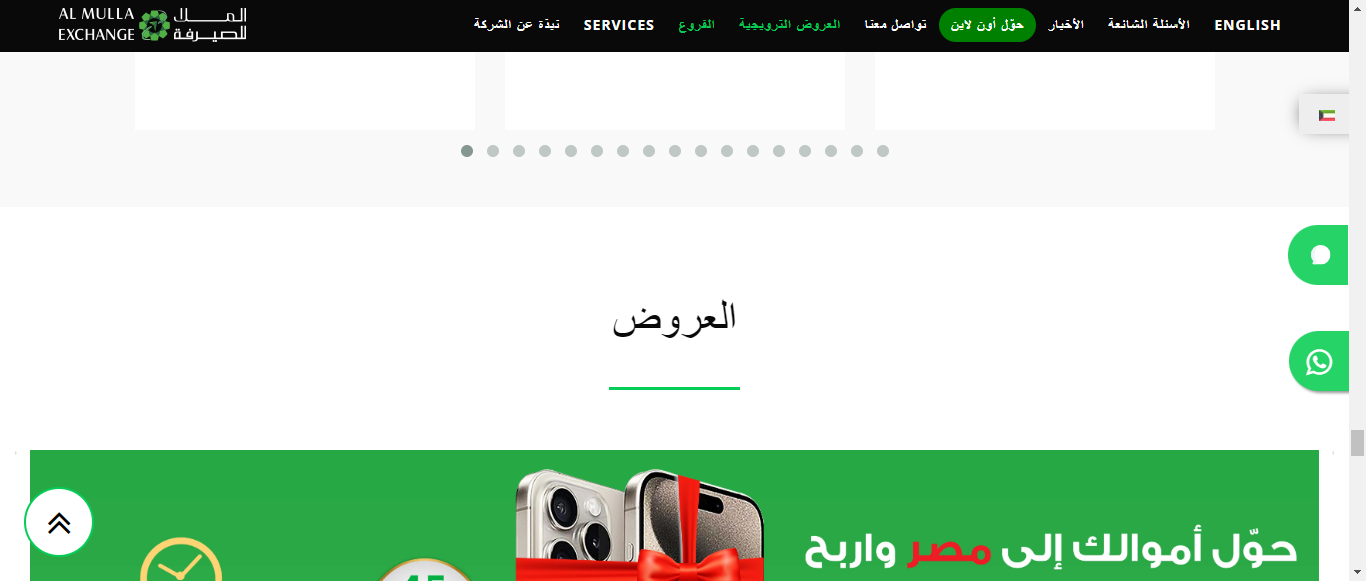 AL MULLA
EXCHANGE
الملا
للصيرفة
نبذة عن الشركة
SERVICES
الفروع
العروض الترويجية
تواصل معنا
حوّل أون لاين
الأخبار
الأسئلة الشائعة
ENGLISH
العروض
حوّل أموالك إلى مصر واربح
15